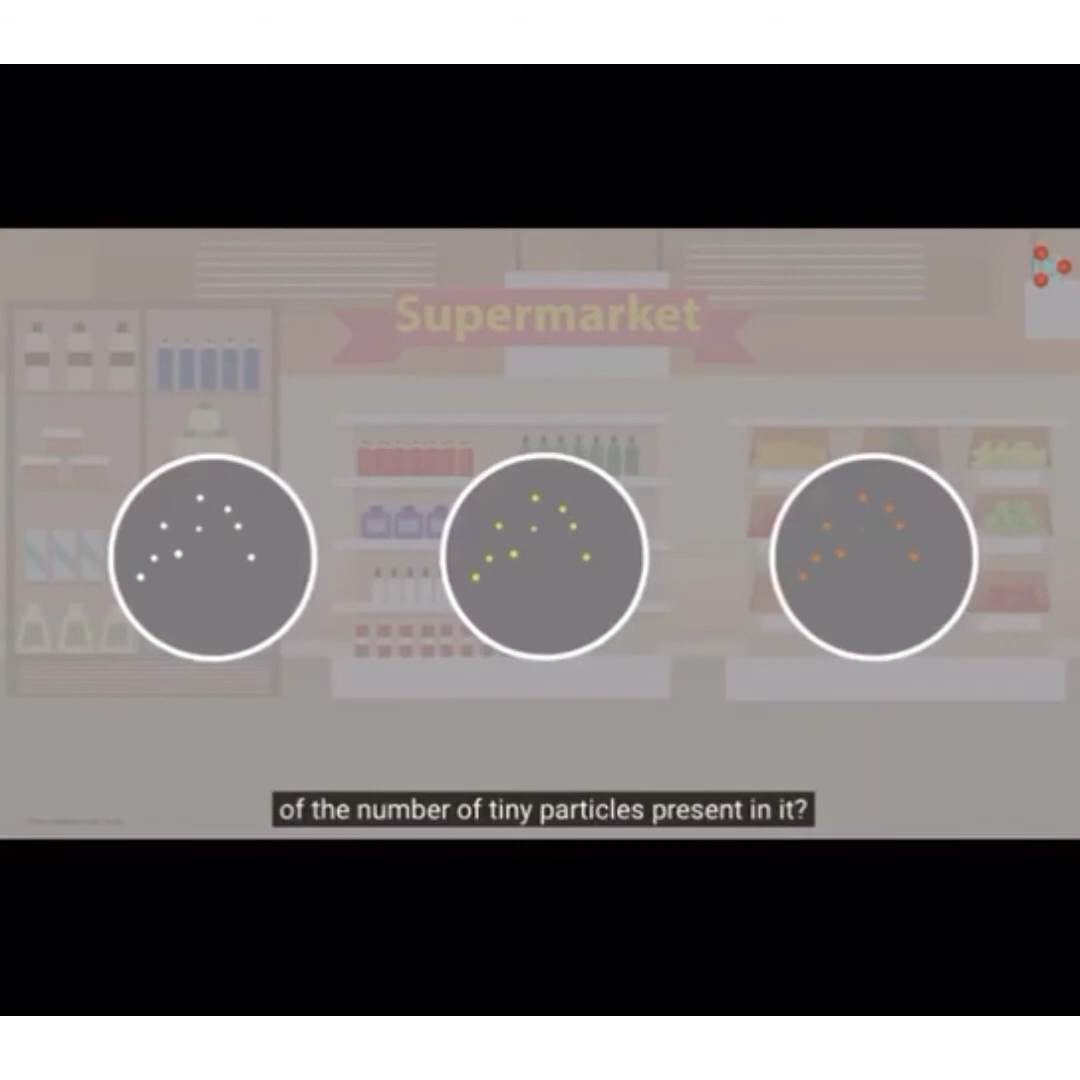 Supermarket
of the number of tiny particles present in it?